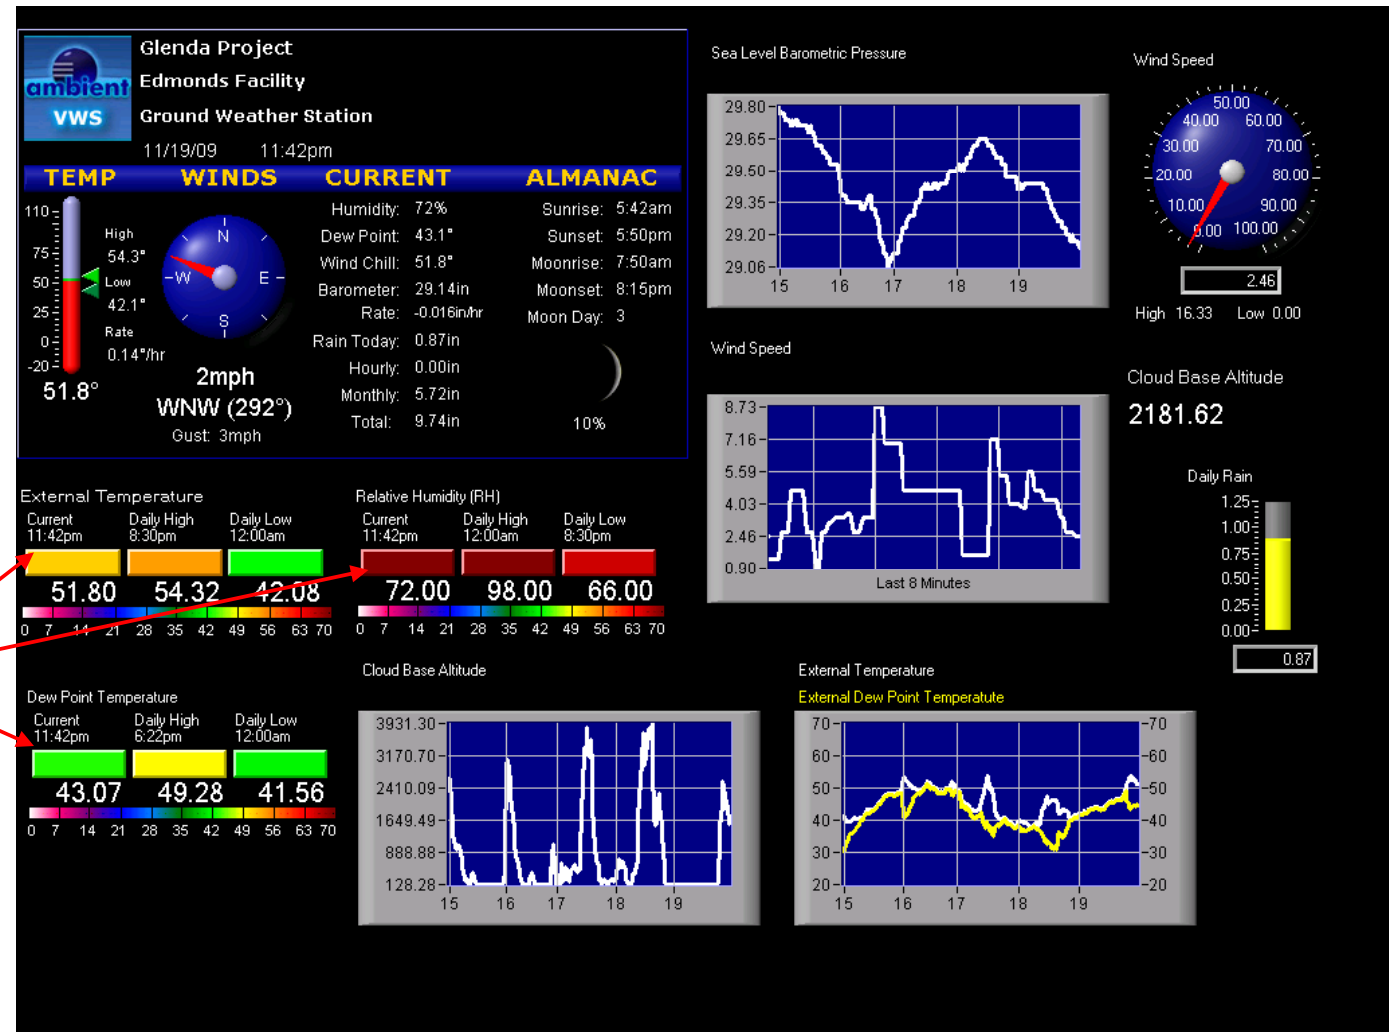 Glenda Project
Edmonds Facility
Ground Weather Station
ambient
VWS
11/19/09 11:42pm
TEMP WINDS CURRENT ALMANAC
110
75
50
25
0
-20
High
54.3°
Low
42.1°
Rate
0.14°/hr
51.8°
N
W E
S
2mph
WNW (292°)
Gust: 3mph
Humidity: 72%
Dew Point: 43.1°
Wind Chill: 51.8°
Barometer: 29.14in
Rate: -0.016in/hr
Rain Today: 0.87in
Hourly: 0.00in
Monthly: 5.72in
Total: 9.74in
Sunrise: 5:42am
Sunset: 5:50pm
Moonrise: 7:50am
Moonset: 8:15pm
Moon Day: 3
10%
Sea Level Barometric Pressure
29.80
29.65
29.50
29.35
29.20
29.06
15 16 17 18 19
Wind Speed
50.00
40.00 60.00
30.00 70.00
20.00 80.00
10.00 90.00
0.00 100.00
2.46
High 16.33 Low 0.00
Wind Speed
8.73
7.16
5.59
4.03
2.46
0.90
Last 8 Minutes
Cloud Base Altitude
2181.62
Daily Rain
1.25
1.00
0.75
0.50
0.25
0.00
0.87
External Temperature
Current Daily High Daily Low
11:42pm 8:30pm 12:00am
51.80 54.32 42.08
0 7 14 21 28 35 42 49 56 63 70
Relative Humidity (RH)
Current Daily High Daily Low
11:42pm 12:00am 8:30pm
72.00 98.00 66.00
0 7 14 21 28 35 42 49 56 63 70
Dew Point Temperature
Current Daily High Daily Low
11:42pm 6:22pm 12:00am
43.07 49.28 41.56
0 7 14 21 28 35 42 49 56 63 70
Cloud Base Altitude
3931.30
3170.70
2410.09
1649.49
888.88
128.28
15 16 17 18 19
External Temperature
External Dew Point Temperatute
70 70
60 60
50 50
40 40
30 30
20 20
15 16 17 18 19